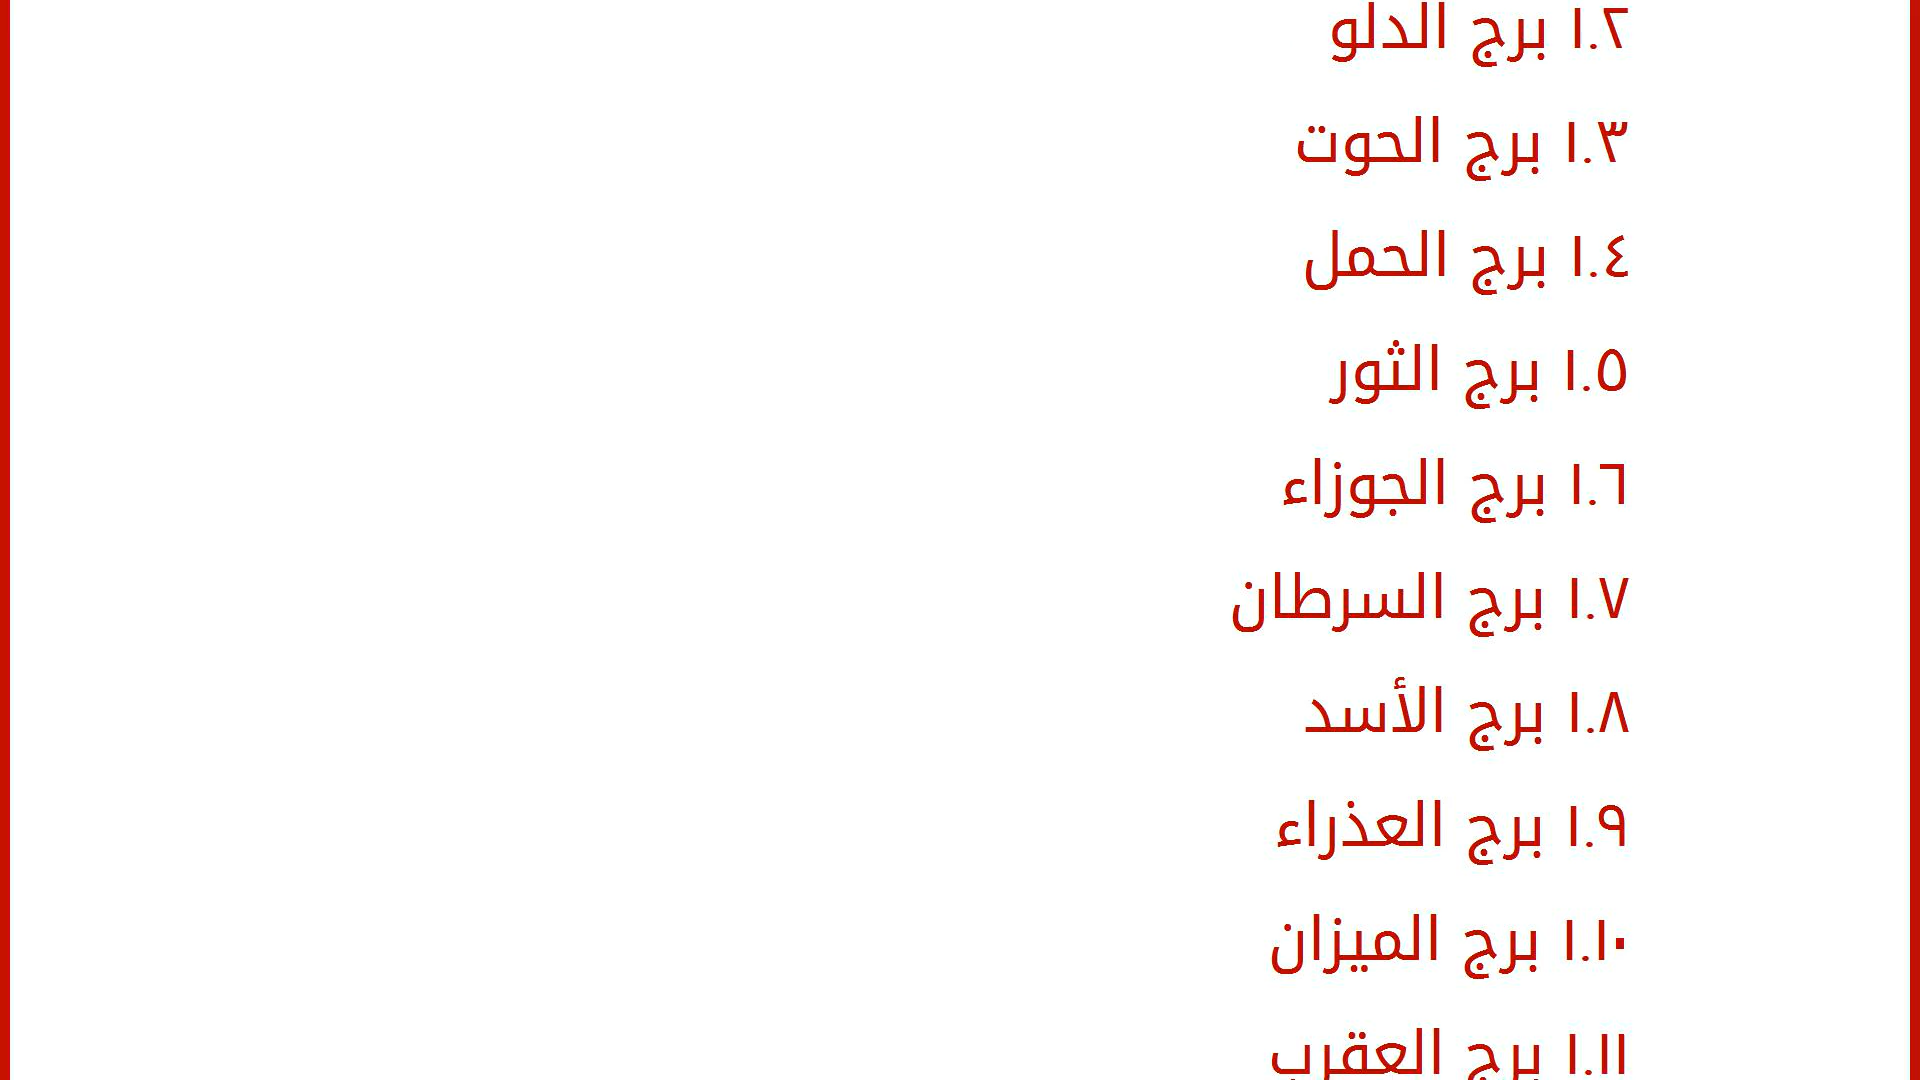 ١.٢ برج الدلو
١.٣ برج الحوت
١.٤ برج الحمل
١.٥ برج الثور
١.٦ برج الجوزاء
١.٧ برج السرطان
١.٨ برج الأسد
١.٩ برج العذراء
١.١٠ برج الميزان
١.١١ برج العقرب